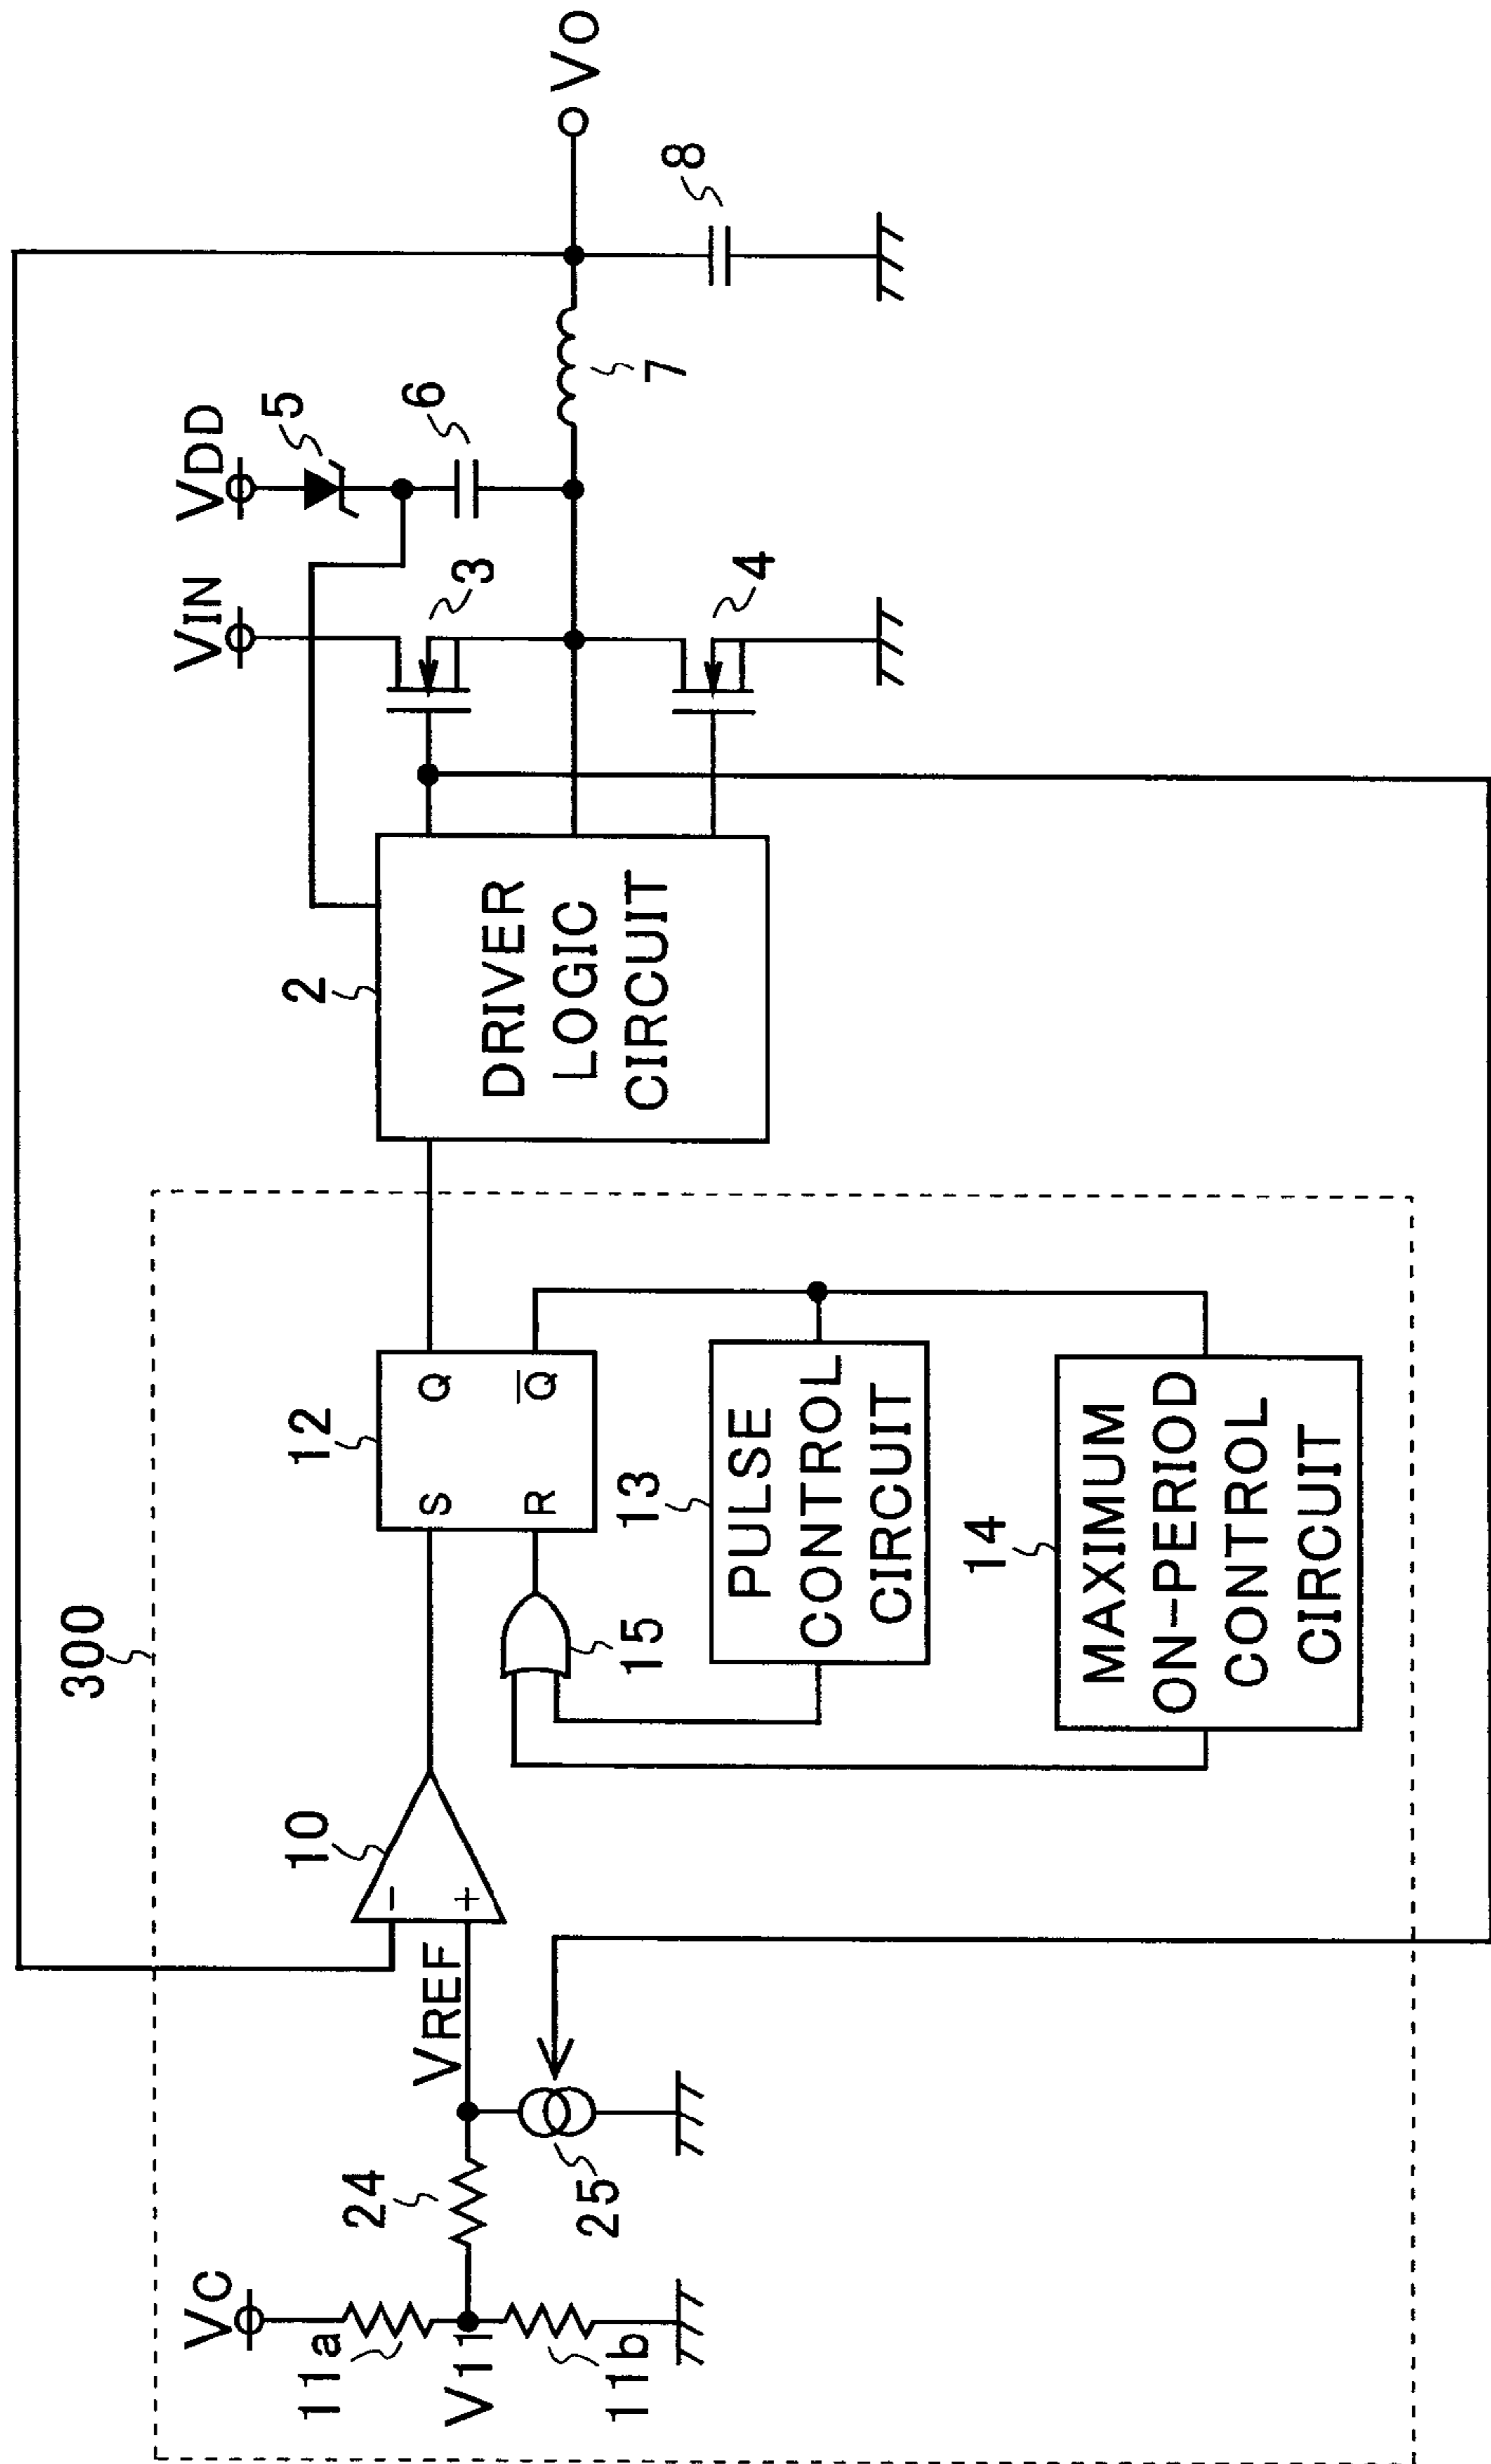 300
VC
11a
V11
11b
24
25
VREF
10
−
+
15
12
S
Q
R
Q̅
13
PULSE
CONTROL
CIRCUIT
14
MAXIMUM
ON-PERIOD
CONTROL
CIRCUIT
2
DRIVER
LOGIC
CIRCUIT
VIN
VDD
3
4
5
6
7
8
VO